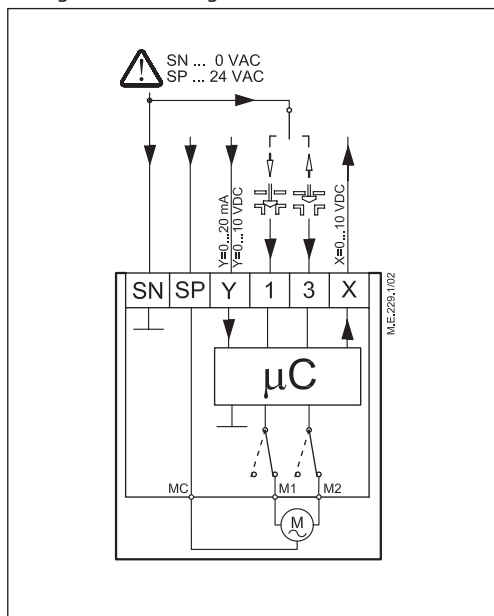 SN ... 0 VAC
SP ... 24 VAC
Y=0...20 mA
Y=0...10 VDC
X=0...10 VDC
SN SP Y 1 3 X
M.E.229.1/02
µC
MC M1 M2
M